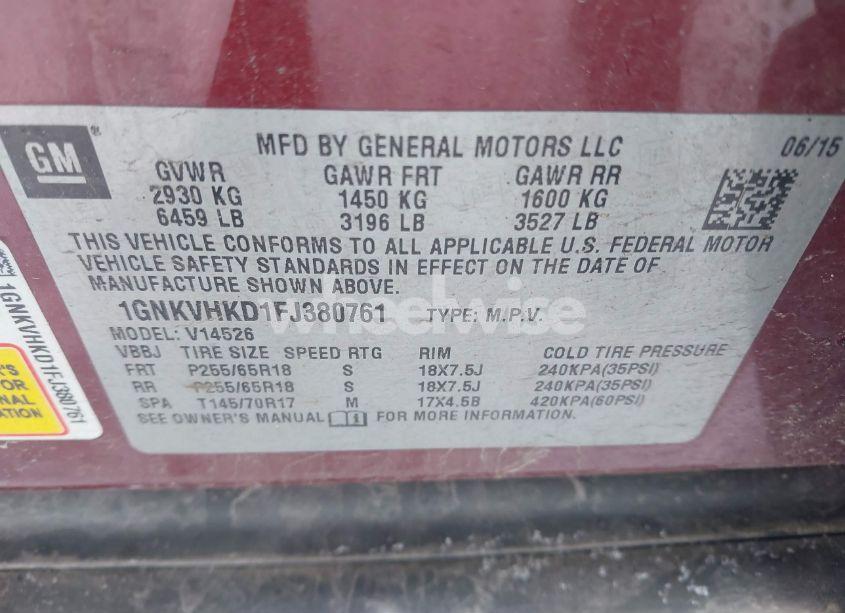 GM
MFD BY GENERAL MOTORS LLC 06/15
GVWR GAWR FRT GAWR RR
2930 KG 1450 KG 1600 KG
6459 LB 3196 LB 3527 LB
THIS VEHICLE CONFORMS TO ALL APPLICABLE U.S. FEDERAL MOTOR
VEHICLE SAFETY STANDARDS IN EFFECT ON THE DATE OF
MANUFACTURE SHOWN ABOVE.
1GNKVHKD1FJ380761 TYPE: M.P.V.
MODEL: V14526
VBBJ TIRE SIZE SPEED RTG RIM COLD TIRE PRESSURE
FRT P255/65R18 S 18X7.5J 240KPA(35PSI)
RR P255/65R18 S 18X7.5J 240KPA(35PSI)
SPA T145/70R17 M 17X4.5B 420KPA(60PSI)
SEE OWNER'S MANUAL FOR MORE INFORMATION.
1GNKVHKD1FJ380761
wheelwise